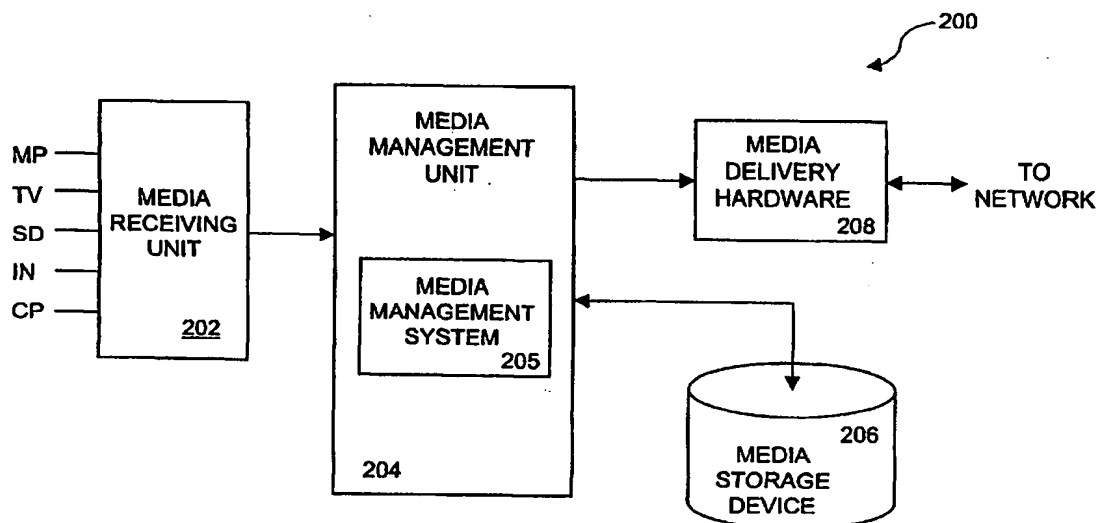 200
MP
TV
SD
IN
CP
MEDIA
RECEIVING
UNIT
202
MEDIA
MANAGEMENT
UNIT
MEDIA
MANAGEMENT
SYSTEM
205
204
MEDIA
DELIVERY
HARDWARE
208
TO
NETWORK
206
MEDIA
STORAGE
DEVICE